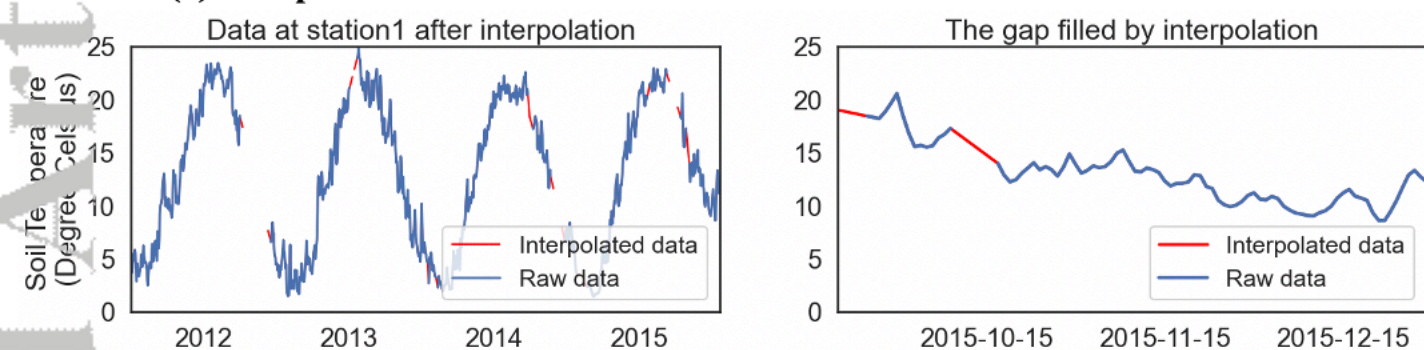 Data at station1 after interpolation
The gap filled by interpolation
Soil
(Degree
25
20
15
10
5
0
Interpolated data
Raw data
2012
2013
2014
2015
25
20
15
10
5
0
Interpolated data
Raw data
2015-10-15
2015-11-15
2015-12-15